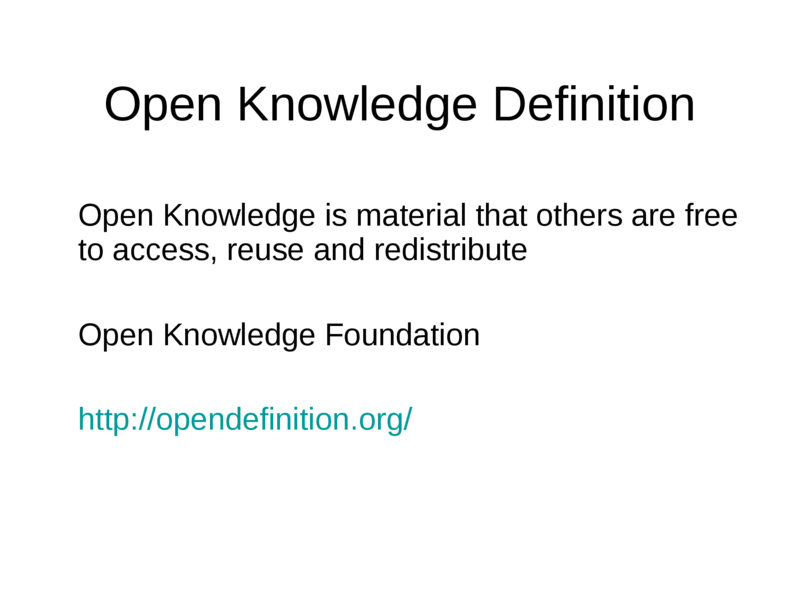 Open Knowledge Definition
Open Knowledge is material that others are free
to access, reuse and redistribute
Open Knowledge Foundation
http://opendefinition.org/